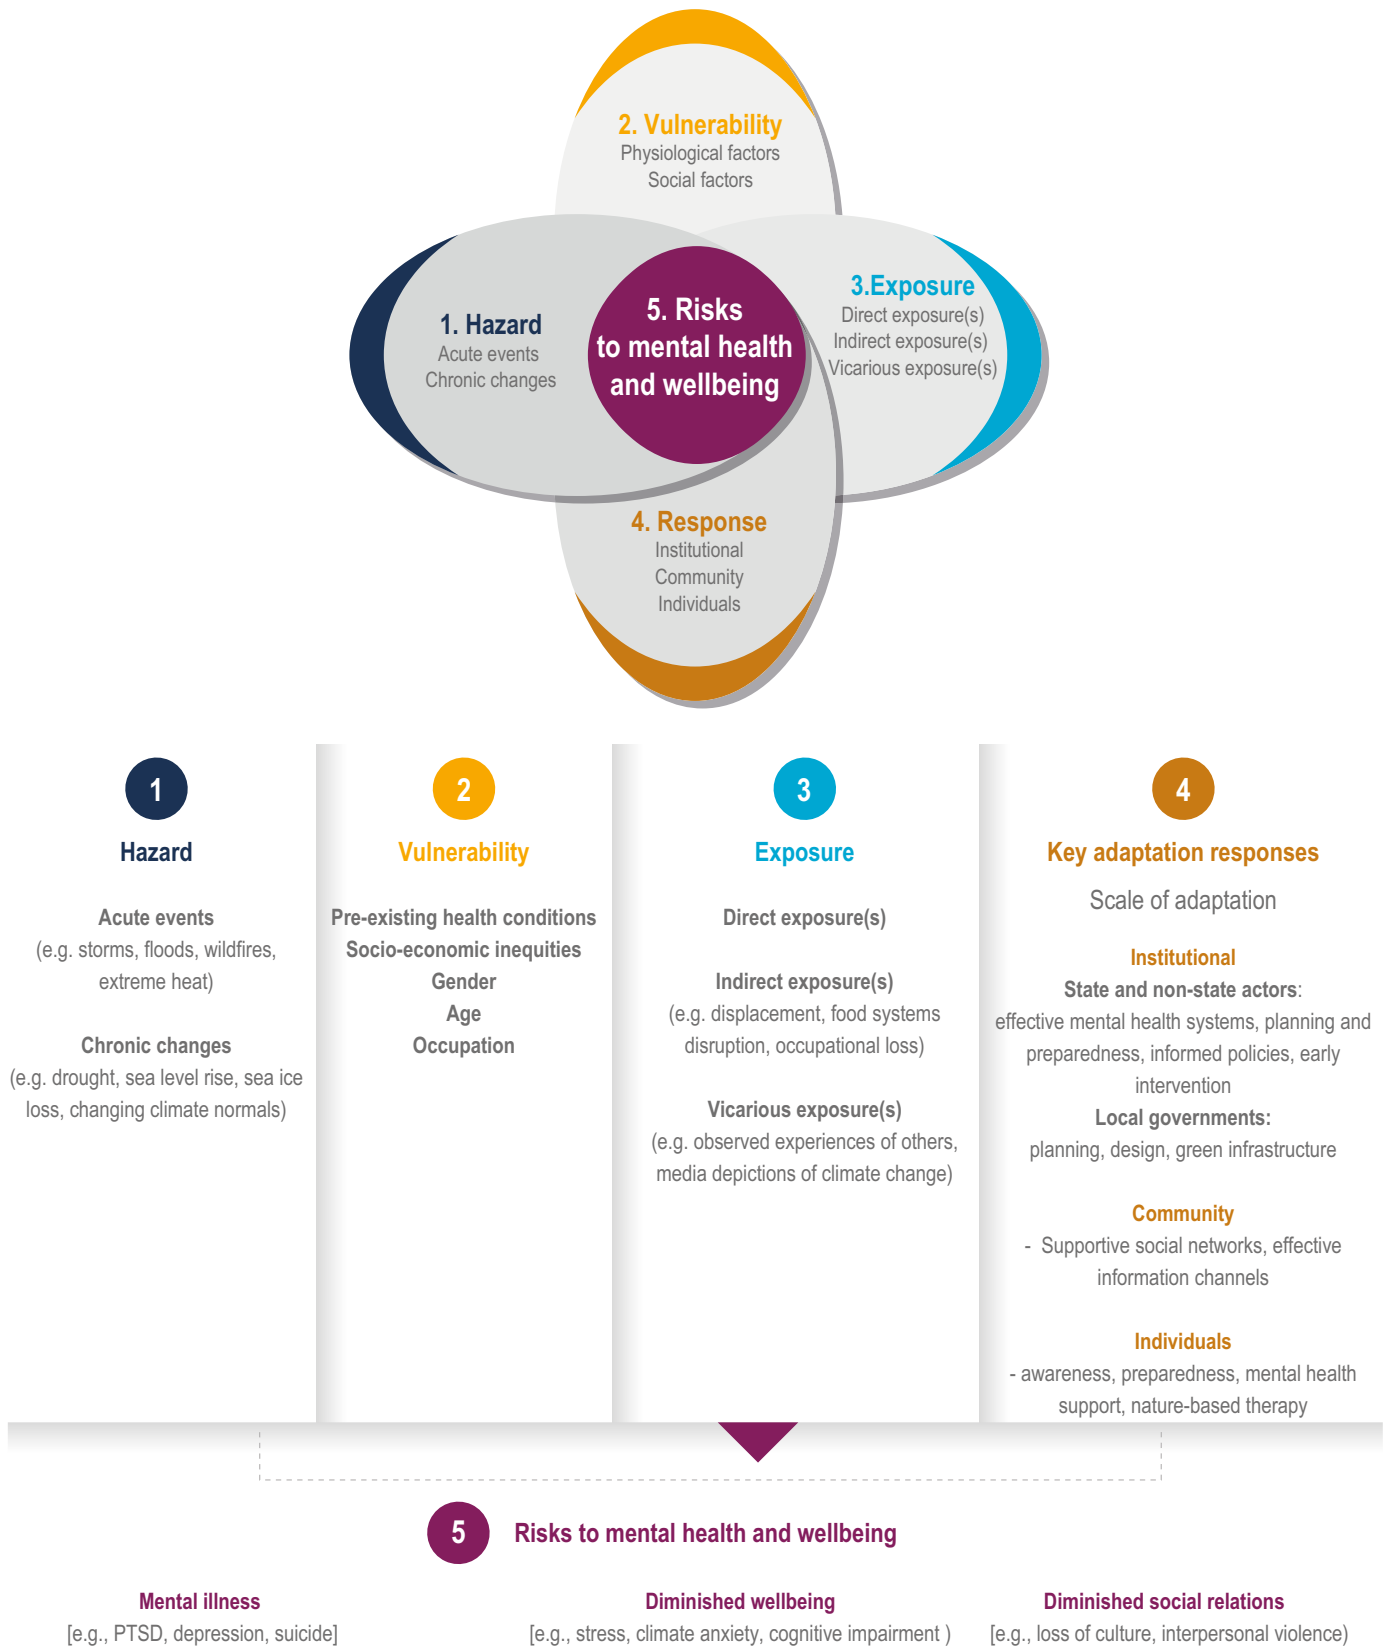 2. Vulnerability
Physiological factors
Social factors
1. Hazard
Acute events
Chronic changes
5. Risks
to mental health
and wellbeing
3.Exposure
Direct exposure(s)
Indirect exposure(s)
Vicarious exposure(s)
4. Response
Institutional
Community
Individuals
1
Hazard
Acute events
(e.g. storms, floods, wildfires,
extreme heat)
Chronic changes
(e.g. drought, sea level rise, sea ice
loss, changing climate normals)
2
Vulnerability
Pre-existing health conditions
Socio-economic inequities
Gender
Age
Occupation
3
Exposure
Direct exposure(s)
Indirect exposure(s)
(e.g. displacement, food systems
disruption, occupational loss)
Vicarious exposure(s)
(e.g. observed experiences of others,
media depictions of climate change)
4
Key adaptation responses
Scale of adaptation
Institutional
State and non-state actors:
effective mental health systems, planning and
preparedness, informed policies, early
intervention
Local governments:
planning, design, green infrastructure
Community
- Supportive social networks, effective
information channels
Individuals
- awareness, preparedness, mental health
support, nature-based therapy
5
Risks to mental health and wellbeing
Mental illness
[e.g., PTSD, depression, suicide]
Diminished wellbeing
[e.g., stress, climate anxiety, cognitive impairment )
Diminished social relations
[e.g., loss of culture, interpersonal violence)